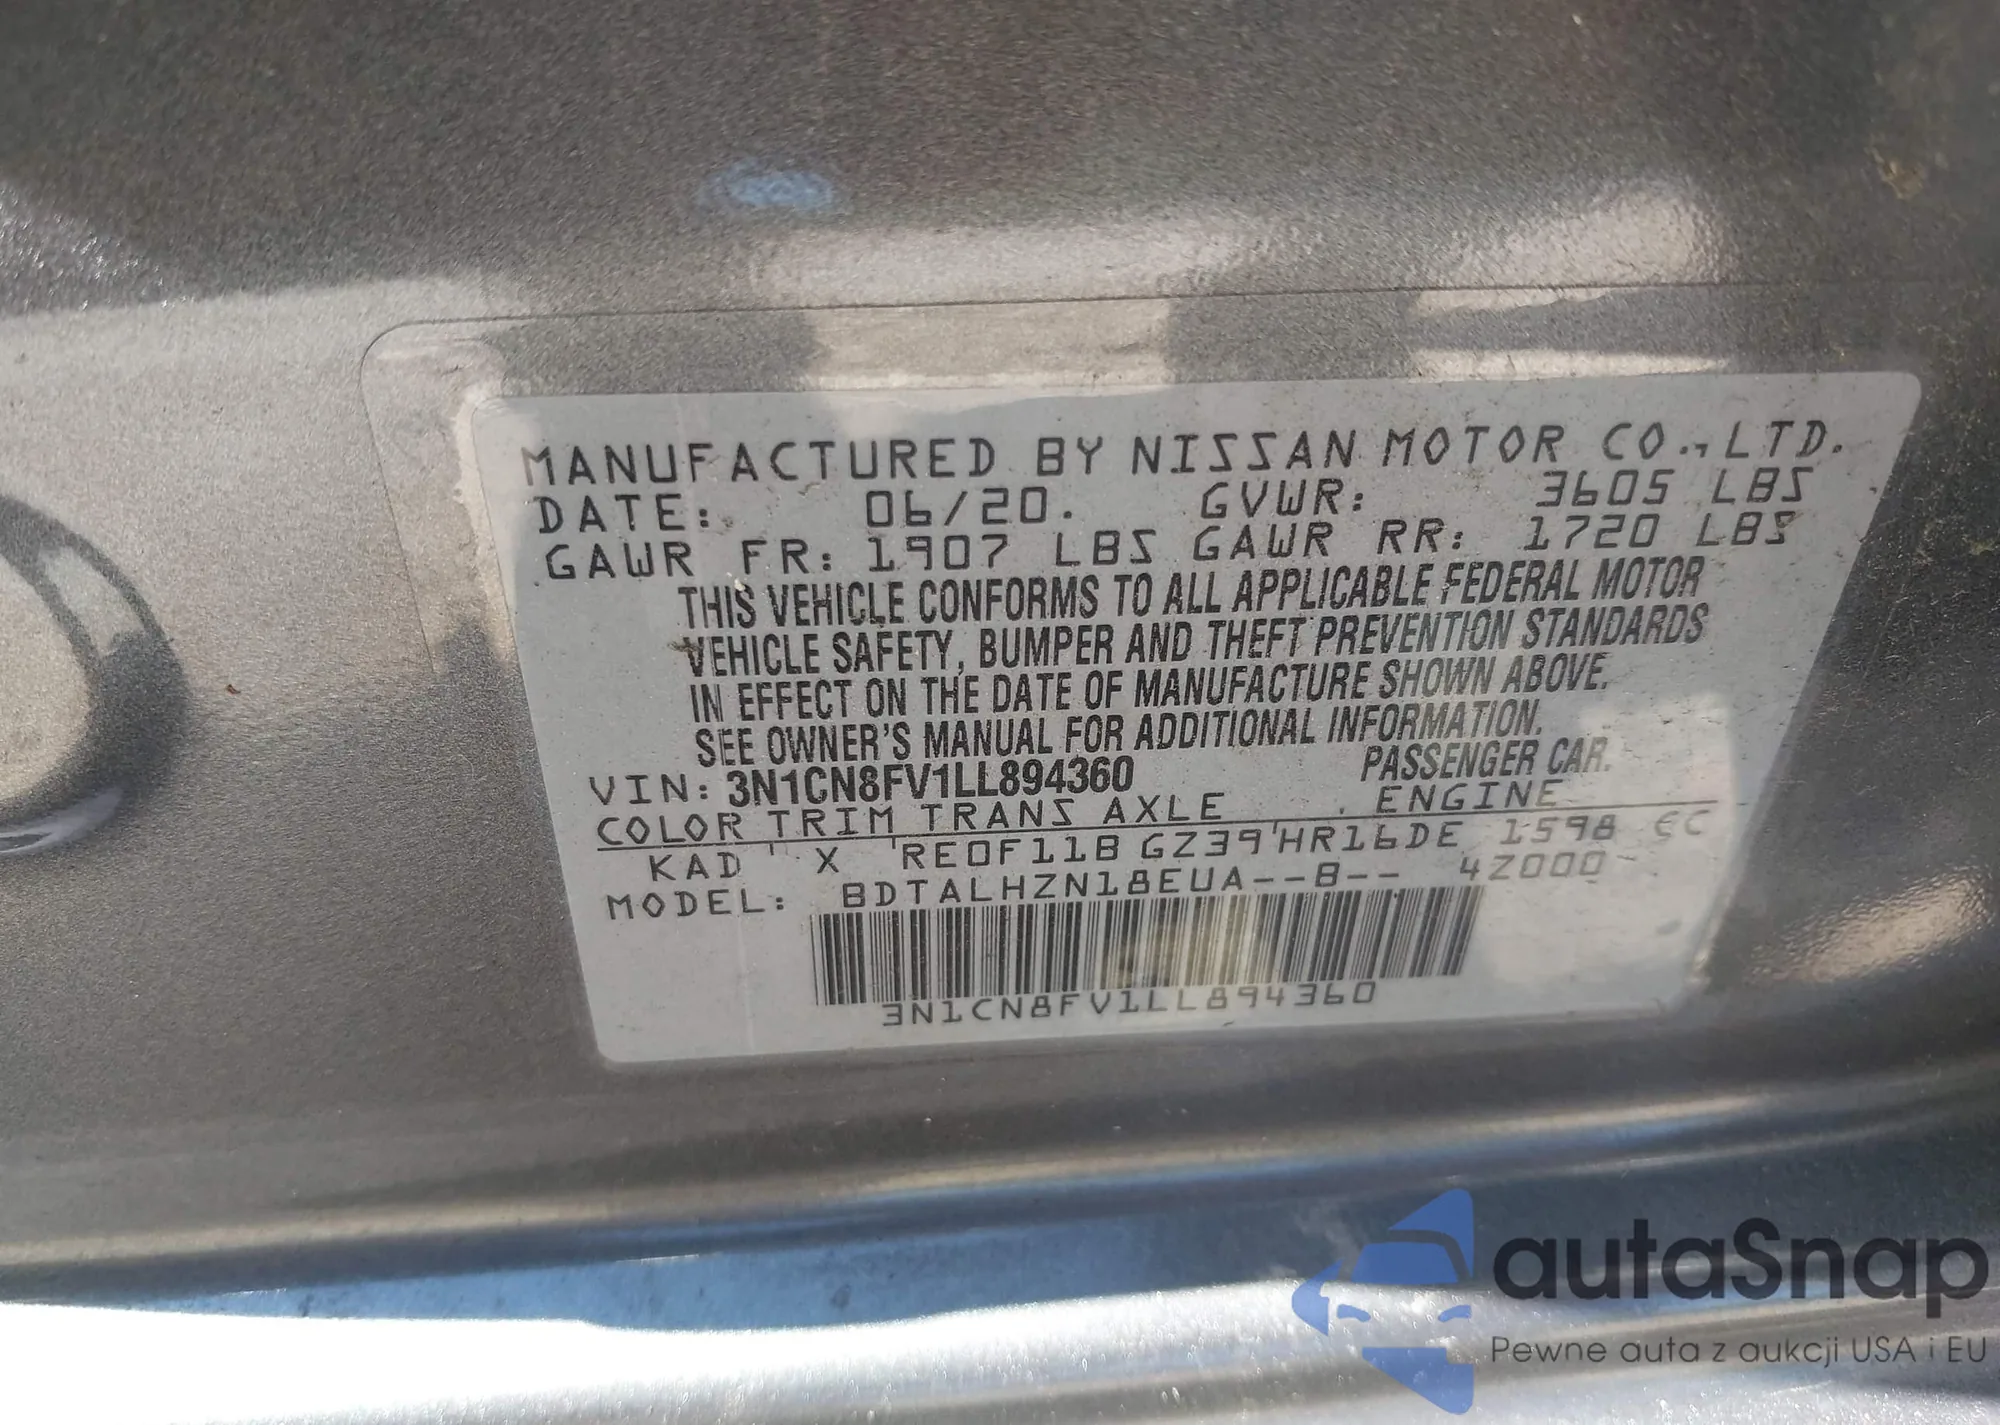 MANUFACTURED BY NISSAN MOTOR CO., LTD.
DATE: 06/20. GVWR: 3605 LBS
GAWR FR: 1907 LBS GAWR RR: 1720 LBS
THIS VEHICLE CONFORMS TO ALL APPLICABLE FEDERAL MOTOR
VEHICLE SAFETY, BUMPER AND THEFT PREVENTION STANDARDS
IN EFFECT ON THE DATE OF MANUFACTURE SHOWN ABOVE.
SEE OWNER'S MANUAL FOR ADDITIONAL INFORMATION.
VIN: 3N1CN8FV1LL894360 PASSENGER CAR.
COLOR TRIM TRANS AXLE ENGINE
KAD X RE0F11B GZ39 HR16DE 1598 CC
MODEL: BDTALHZN18EUA--B-- 4Z000
3N1CN8FV1LL894360
autaSnap
Pewne auta z aukcji USA i EU